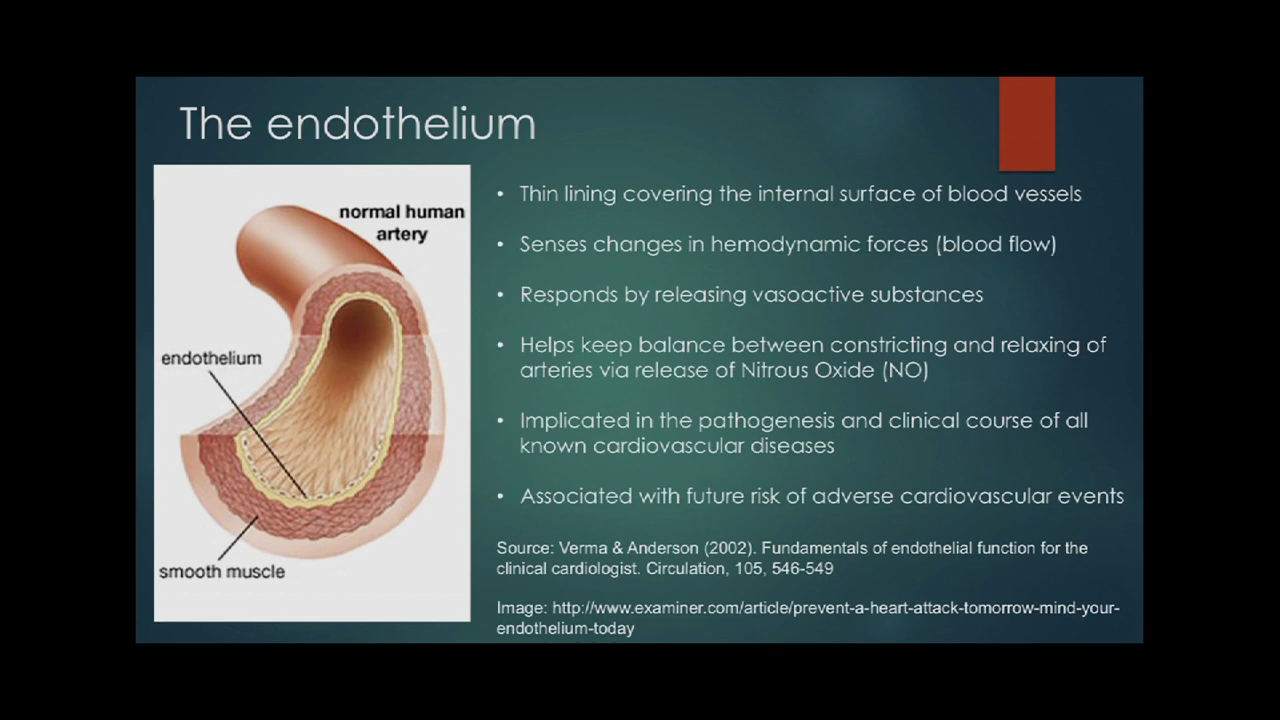 The endothelium
normal human
artery
endothelium
smooth muscle
• Thin lining covering the internal surface of blood vessels
• Senses changes in hemodynamic forces (blood flow)
• Responds by releasing vasoactive substances
• Helps keep balance between constricting and relaxing of
arteries via release of Nitrous Oxide (NO)
• Implicated in the pathogenesis and clinical course of all
known cardiovascular diseases
• Associated with future risk of adverse cardiovascular events
Source: Verma & Anderson (2002). Fundamentals of endothelial function for the
clinical cardiologist. Circulation, 105, 546-549
Image: http://www.examiner.com/article/prevent-a-heart-attack-tomorrow-mind-your-
endothelium-today